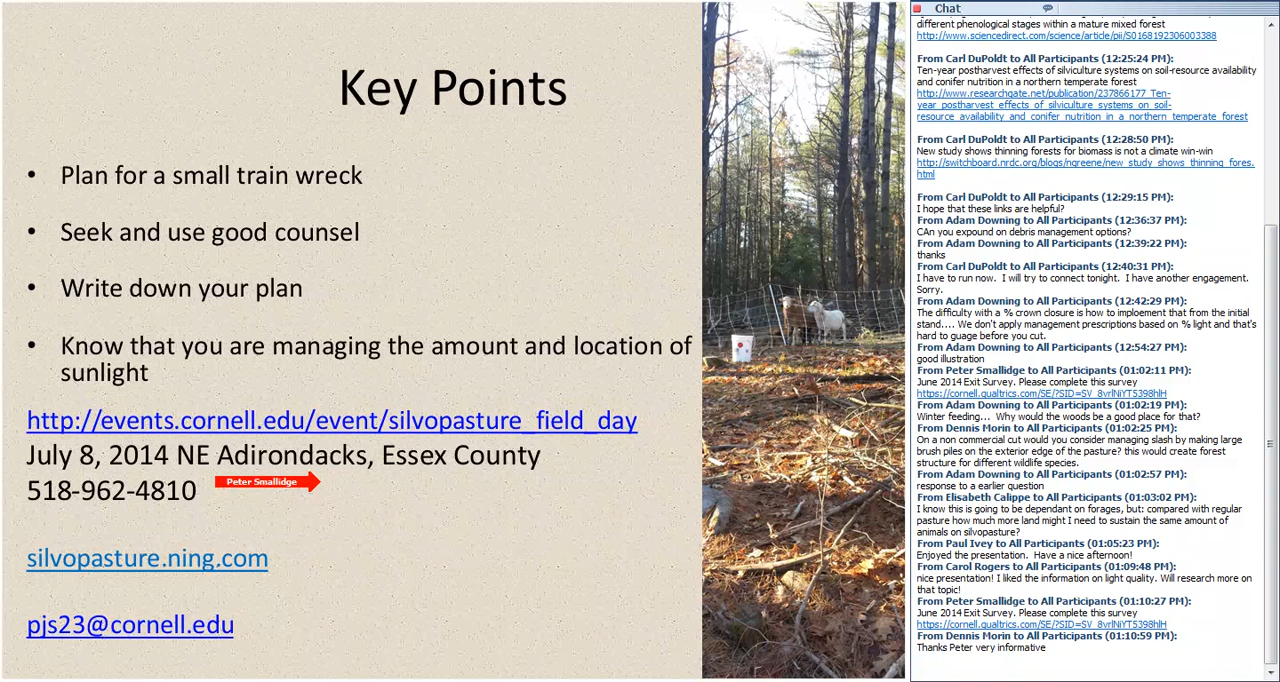 Key Points
• Plan for a small train wreck
• Seek and use good counsel
• Write down your plan
• Know that you are managing the amount and location of
sunlight
http://events.cornell.edu/event/silvopasture_field_day
July 8, 2014 NE Adirondacks, Essex County
518-962-4810
Peter Smallidge
silvopasture.ning.com
pjs23@cornell.edu
Chat
different phenological stages within a mature mixed forest
http://www.sciencedirect.com/science/article/pii/S0168192306003388
From Carl DuPoldt to All Participants (12:25:24 PM):
Ten-year postharvest effects of silviculture systems on soil-resource availability
and conifer nutrition in a northern temperate forest
http://www.researchgate.net/publication/237866177_Ten-
year_postharvest_effects_of_silviculture_systems_on_soil-
resource_availability_and_conifer_nutrition_in_a_northern_temperate_forest
From Carl DuPoldt to All Participants (12:28:50 PM):
New study shows thinning forests for biomass is not a climate win-win
http://switchboard.nrdc.org/blogs/ngreene/new_study_shows_thinning_fores.
html
From Carl DuPoldt to All Participants (12:29:15 PM):
I hope that these links are helpful?
From Adam Downing to All Participants (12:36:37 PM):
CAn you expound on debris management options?
From Adam Downing to All Participants (12:39:22 PM):
thanks
From Carl DuPoldt to All Participants (12:40:31 PM):
I have to run now. I will try to connect tonight. I have another engagement.
Sorry.
From Adam Downing to All Participants (12:42:29 PM):
The difficulty with a % crown closure is how to imploement that from the initial
stand.... We don't apply management prescriptions based on % light and that's
hard to guage before you cut.
From Adam Downing to All Participants (12:54:27 PM):
good illustration
From Peter Smallidge to All Participants (01:02:11 PM):
June 2014 Exit Survey. Please complete this survey
https://cornell.qualtrics.com/SE/?SID=SV_8vrlNiYT5398hlH
From Adam Downing to All Participants (01:02:19 PM):
Winter feeding... Why would the woods be a good place for that?
From Dennis Morin to All Participants (01:02:25 PM):
On a non commercial cut would you consider managing slash by making large
brush piles on the exterior edge of the pasture? this would create forest
structure for different wildlife species.
From Adam Downing to All Participants (01:02:57 PM):
response to a earlier question
From Elisabeth Calippe to All Participants (01:03:02 PM):
I know this is going to be dependant on forages, but: compared with regular
pasture how much more land might I need to sustain the same amount of
animals on silvopasture?
From Paul Ivey to All Participants (01:05:23 PM):
Enjoyed the presentation. Have a nice afternoon!
From Carol Rogers to All Participants (01:09:48 PM):
nice presentation! I liked the information on light quality. Will research more on
that topic!
From Peter Smallidge to All Participants (01:10:27 PM):
June 2014 Exit Survey. Please complete this survey
https://cornell.qualtrics.com/SE/?SID=SV_8vrlNiYT5398hlH
From Dennis Morin to All Participants (01:10:59 PM):
Thanks Peter very informative